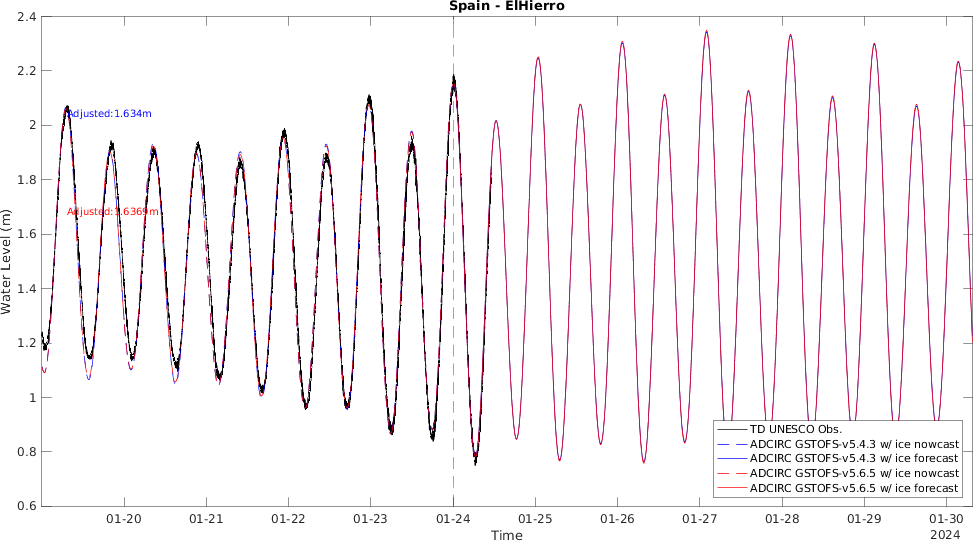 Spain - ElHierro
2.4
2.2
2
1.8
1.6
1.4
1.2
1
0.8
0.6
Water Level (m)
Adjusted:1.634m
Adjusted:1.6369m
TD UNESCO Obs.
ADCIRC GSTOFS-v5.4.3 w/ ice nowcast
ADCIRC GSTOFS-v5.4.3 w/ ice forecast
ADCIRC GSTOFS-v5.6.5 w/ ice nowcast
ADCIRC GSTOFS-v5.6.5 w/ ice forecast
01-20 01-21 01-22 01-23 01-24 01-25 01-26 01-27 01-28 01-29 01-30
Time
2024